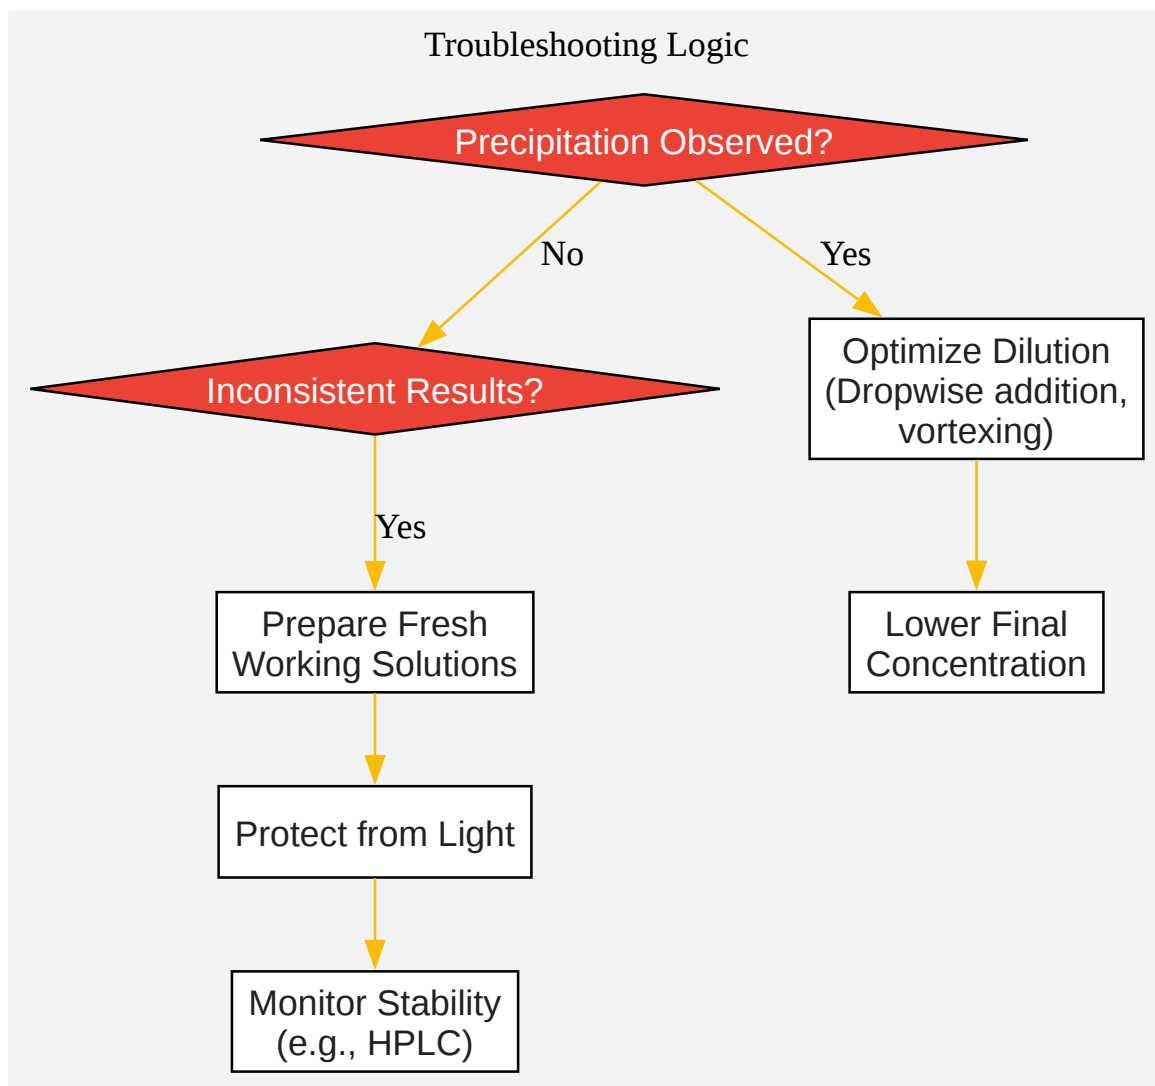 Troubleshooting Logic
Precipitation Observed?
No
Yes
Inconsistent Results?
Optimize Dilution
(Dropwise addition,
vortexing)
Yes
Prepare Fresh
Working Solutions
Lower Final
Concentration
Protect from Light
Monitor Stability
(e.g., HPLC)